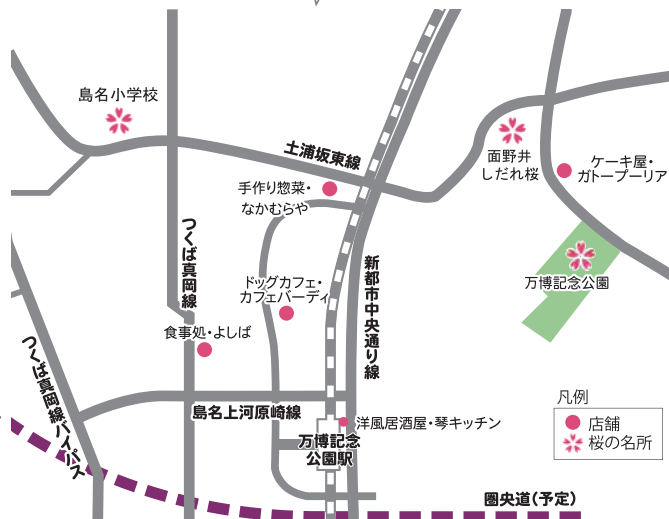 島名小学校
土浦坂東線
面野井
しだれ桜
ケーキ屋・
ガトープーリア
手作り惣菜・
なかむらや
つくば真岡線
新都市中央通り線
万博記念公園
ドッグカフェ・
カフェバーディ
食事処・よしば
つくば真岡線バイパス
島名上河原崎線
洋風居酒屋・琴キッチン
万博記念
公園駅
凡例
店舗
桜の名所
圏央道(予定)